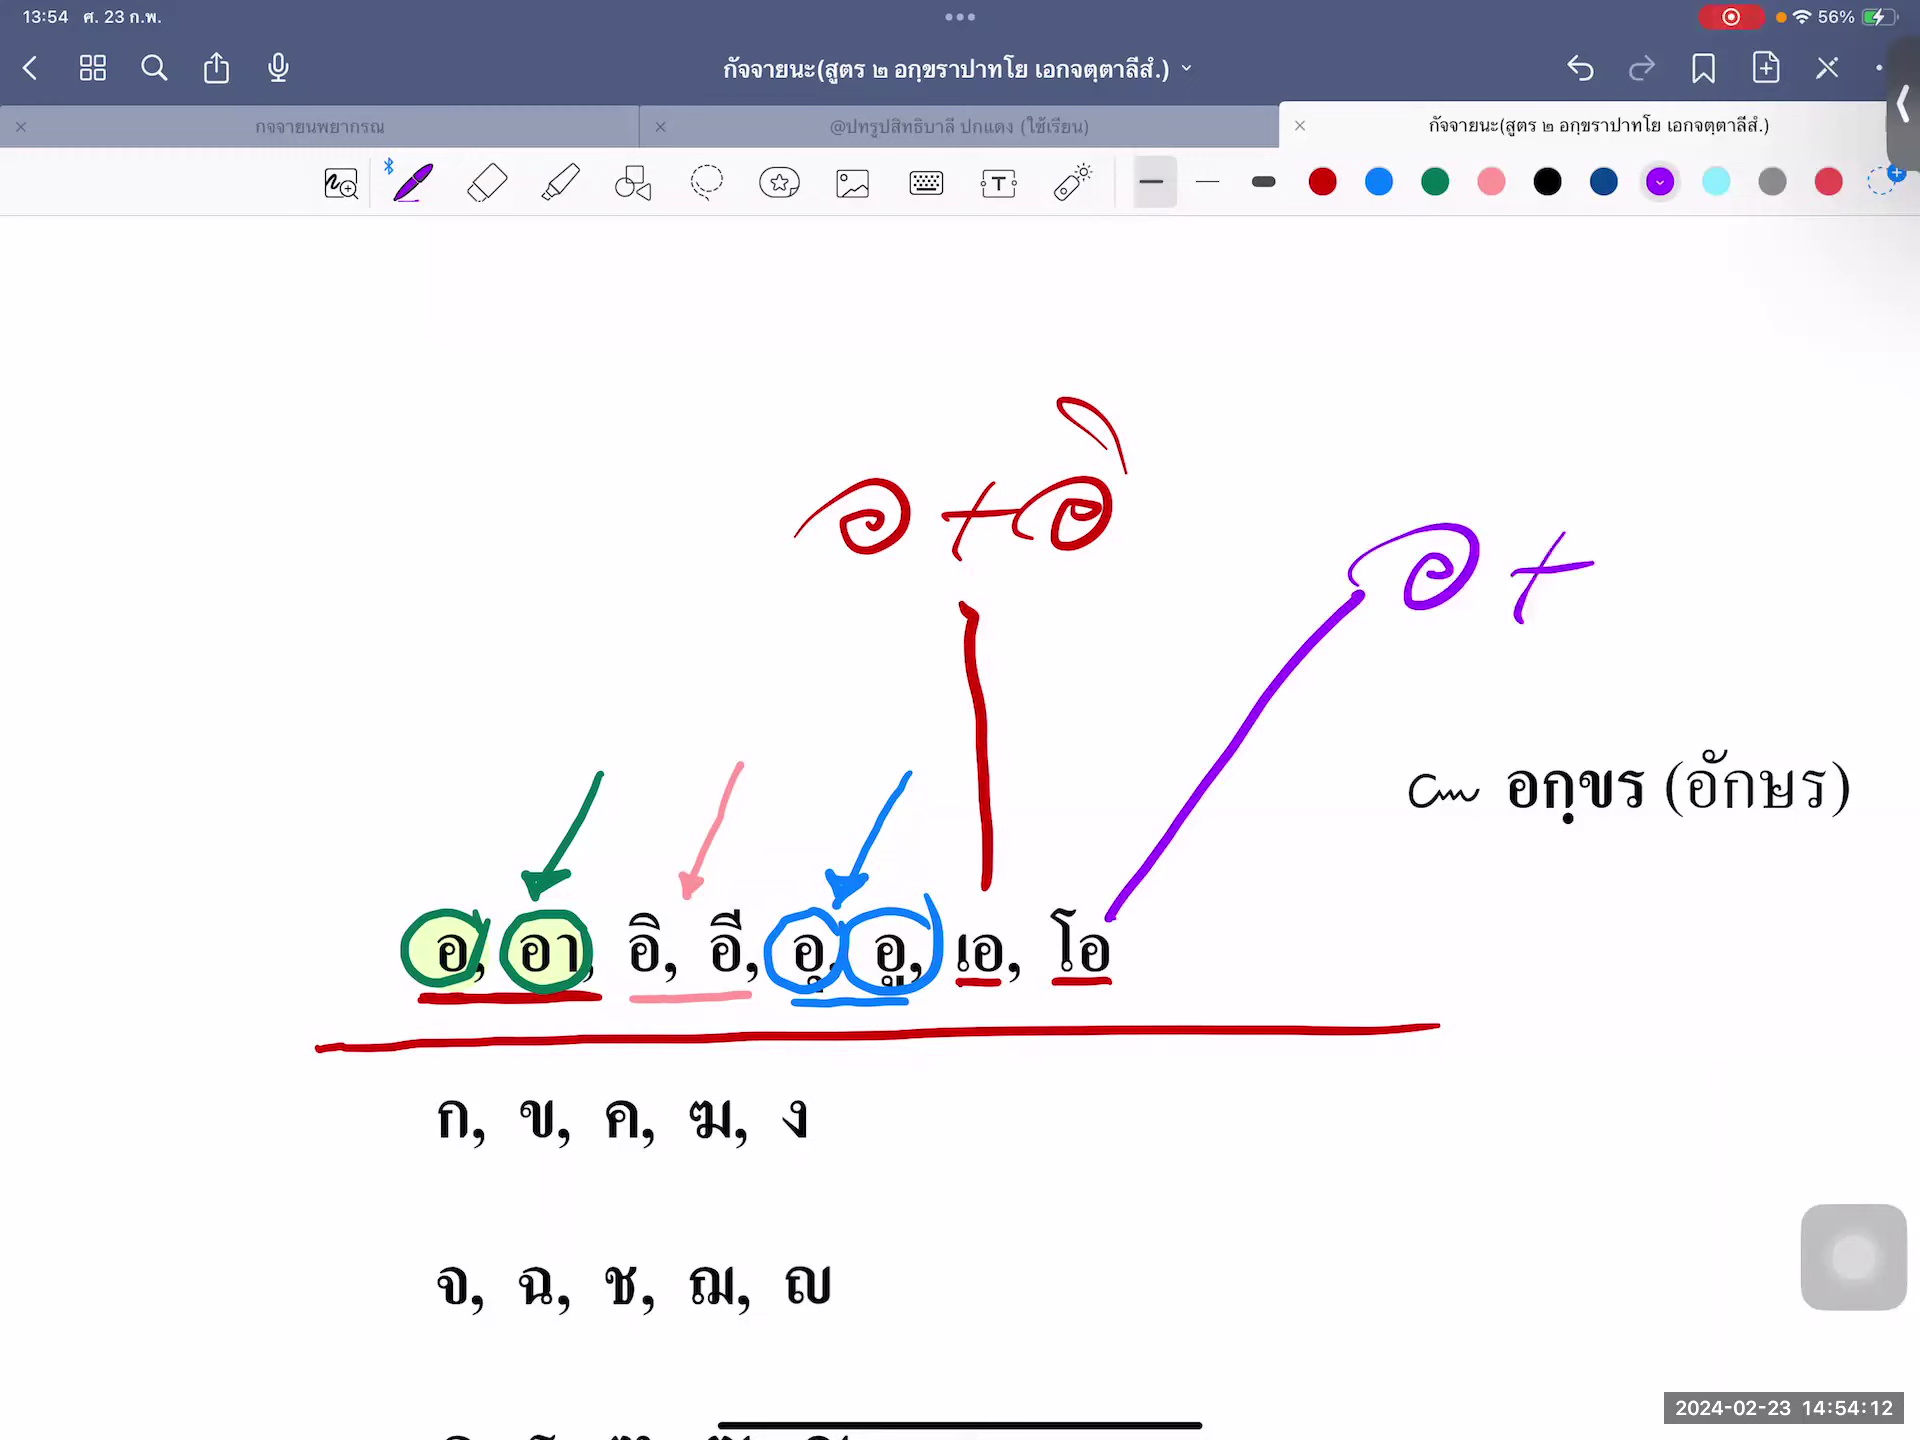 13:54 ศ. 23 ก.พ.
56%
กัจจายนะ(สูตร ๒ อกฺขราปาทโย เอกจตฺตาลีสํ.)
กจจายนพยากรณ
@ปทรูปสิทธิบาลี ปกแดง (ใช้เรียน)
กัจจายนะ(สูตร ๒ อกฺขราปาทโย เอกจตฺตาลีสํ.)
อ + อิ
อ +
อกฺขร (อักษร)
อ, อา, อิ, อี, อุ, อู, เอ, โอ
ก, ข, ค, ฆ, ง
จ, ฉ, ช, ฌ, ญ
2024-02-23 14:54:12